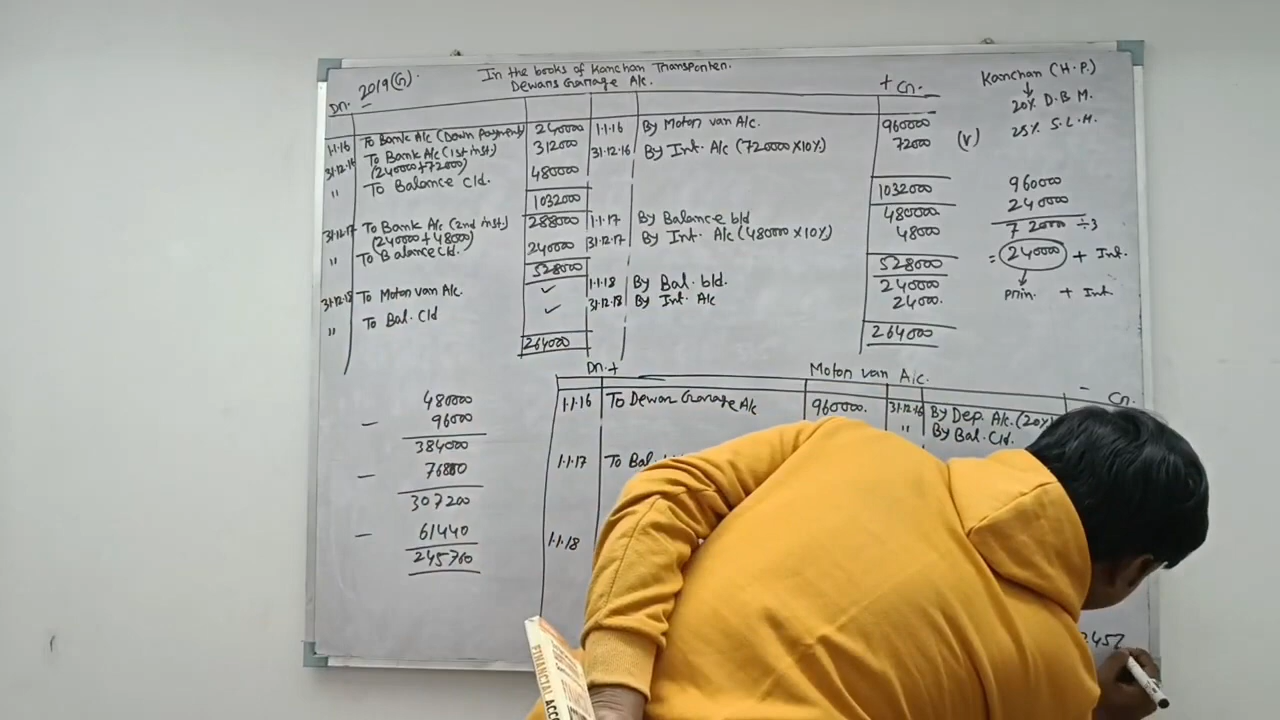 2019(G).
In the books of Kanchan Transporter.
Dewans Garage A/c.
Dr.
+ Cr.
1.1.16 To Bank A/c (Down payment) 240000 1.1.16 By Motor van A/c. 960000
31.12.16 To Bank A/c (1st inst) 312000 31.12.16 By Int. A/c (720000 X10%) 72000
(240000+72000)
" To Balance c/d. 480000
1032000 1032000
31.12.17 To Bank A/c (2nd inst) 288000 1.1.17 By Balance b/d 480000
(240000+48000) 31.12.17 By Int. A/c (480000 X10%) 48000
" To Balance c/d. 240000
528000 528000
1.1.18 By Bal. b/d. 240000
31.12.18 To Motor van A/c. ✓ 31.12.18 By Int. A/c 24000.
" To Bal. c/d ✓
264000 264000
Kanchan (H.P.)
↓
20% D.B.M.
(V) 25% S.L.M.
960000
240000
72000 ÷3
= 240000 + Int.
↓
Prin. + Int
480000
- 96000
384000
- 76800
307200
- 61440
245760
Dr. + Motor van A/c. - Cr.
1.1.16 To Dewan Garage A/c 960000. 31.12.16 By Dep. A/c. (20%)
" By Bal. C/d.
1.1.17 To Bal.
1.1.18
FINANCIAL ACCO